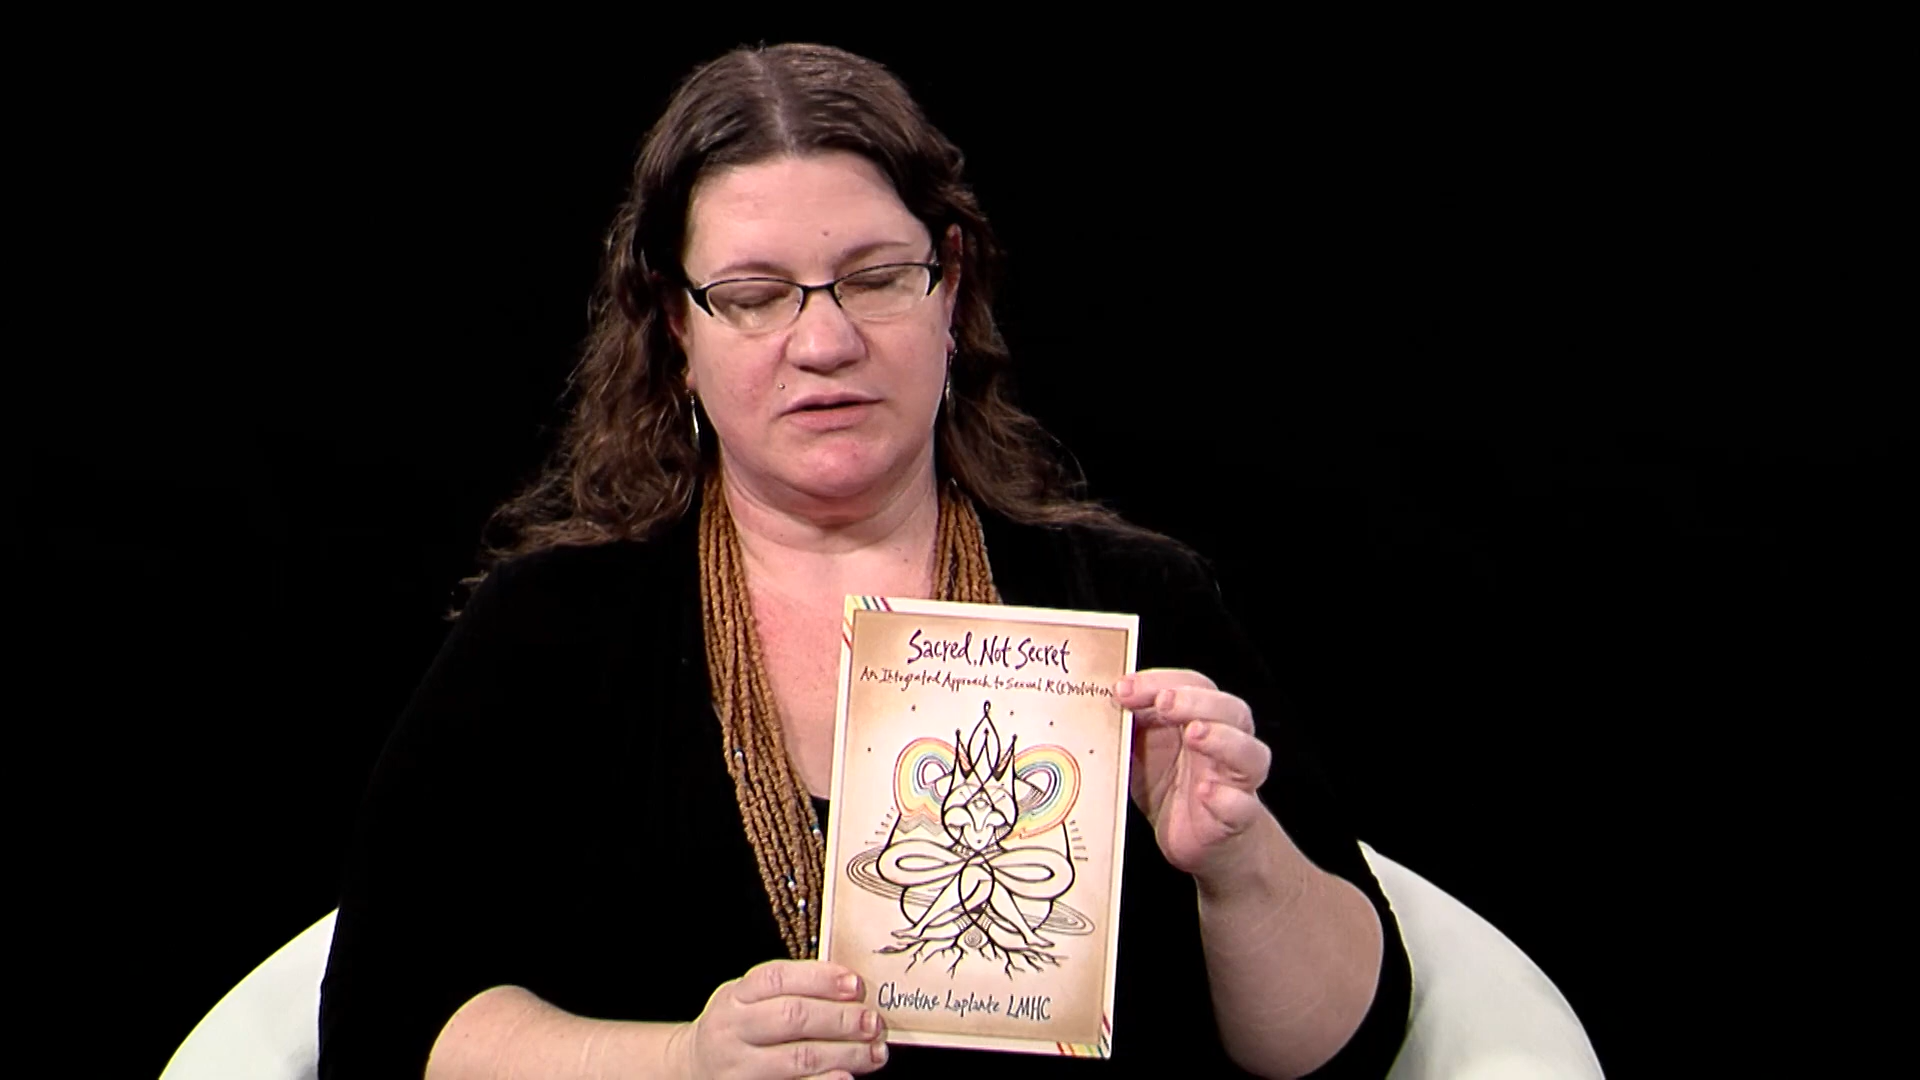 Sacred, Not Secret
An Integrated Approach to Sexual R(E)volution
Christine Laplante LMHC